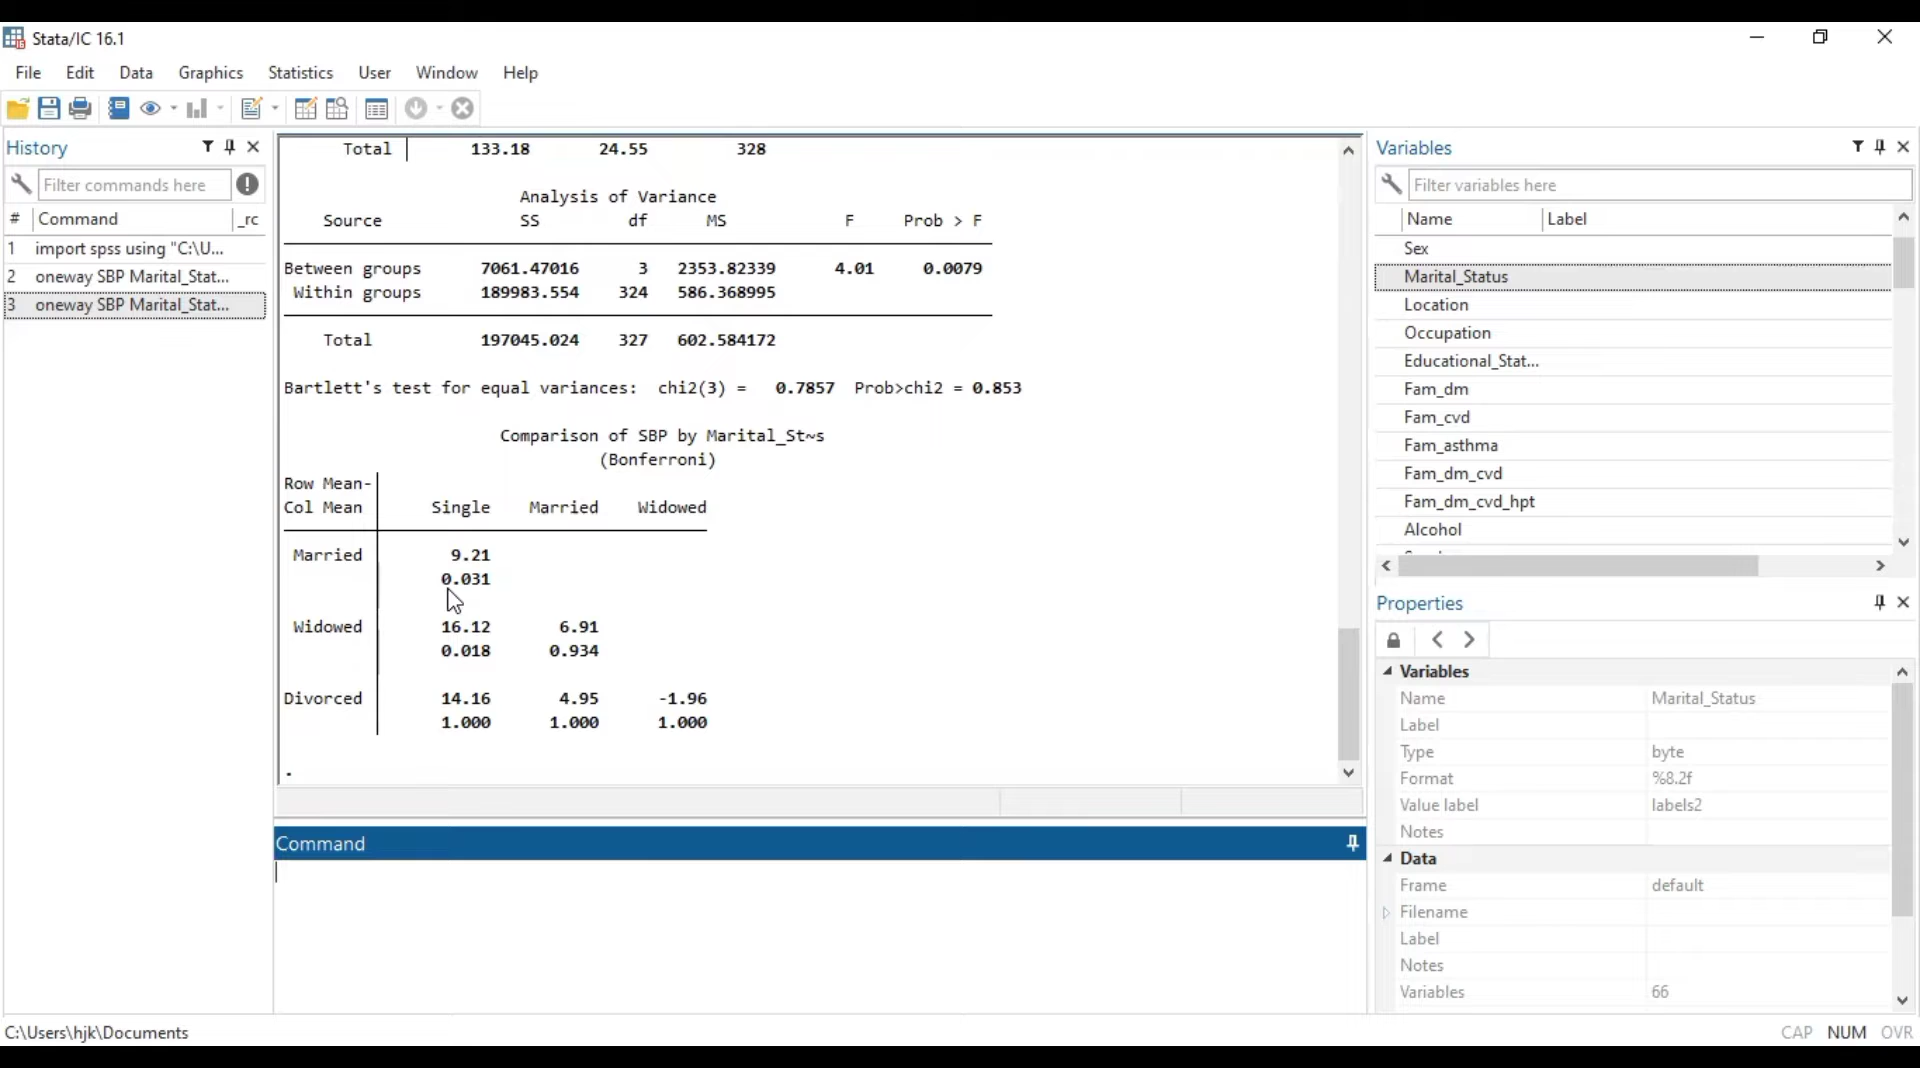 Stata/IC 16.1
File Edit Data Graphics Statistics User Window Help
History
Filter commands here
# Command _rc
1 import spss using "C:\U...
2 oneway SBP Marital_Stat...
3 oneway SBP Marital_Stat...
Total 133.18 24.55 328
Analysis of Variance
Source SS df MS F Prob > F
Between groups 7061.47016 3 2353.82339 4.01 0.0079
Within groups 189983.554 324 586.368995
Total 197045.024 327 602.584172
Bartlett's test for equal variances: chi2(3) = 0.7857 Prob>chi2 = 0.853
Comparison of SBP by Marital_St~s
(Bonferroni)
Row Mean-
Col Mean Single Married Widowed
Married 9.21
0.031
Widowed 16.12 6.91
0.018 0.934
Divorced 14.16 4.95 -1.96
1.000 1.000 1.000
.
Command
Variables
Filter variables here
Name Label
Sex
Marital_Status
Location
Occupation
Educational_Stat...
Fam_dm
Fam_cvd
Fam_asthma
Fam_dm_cvd
Fam_dm_cvd_hpt
Alcohol
Properties
Variables
Name Marital_Status
Label
Type byte
Format %8.2f
Value label labels2
Notes
Data
Frame default
Filename
Label
Notes
Variables 66
C:\Users\hjk\Documents
CAP NUM OVR